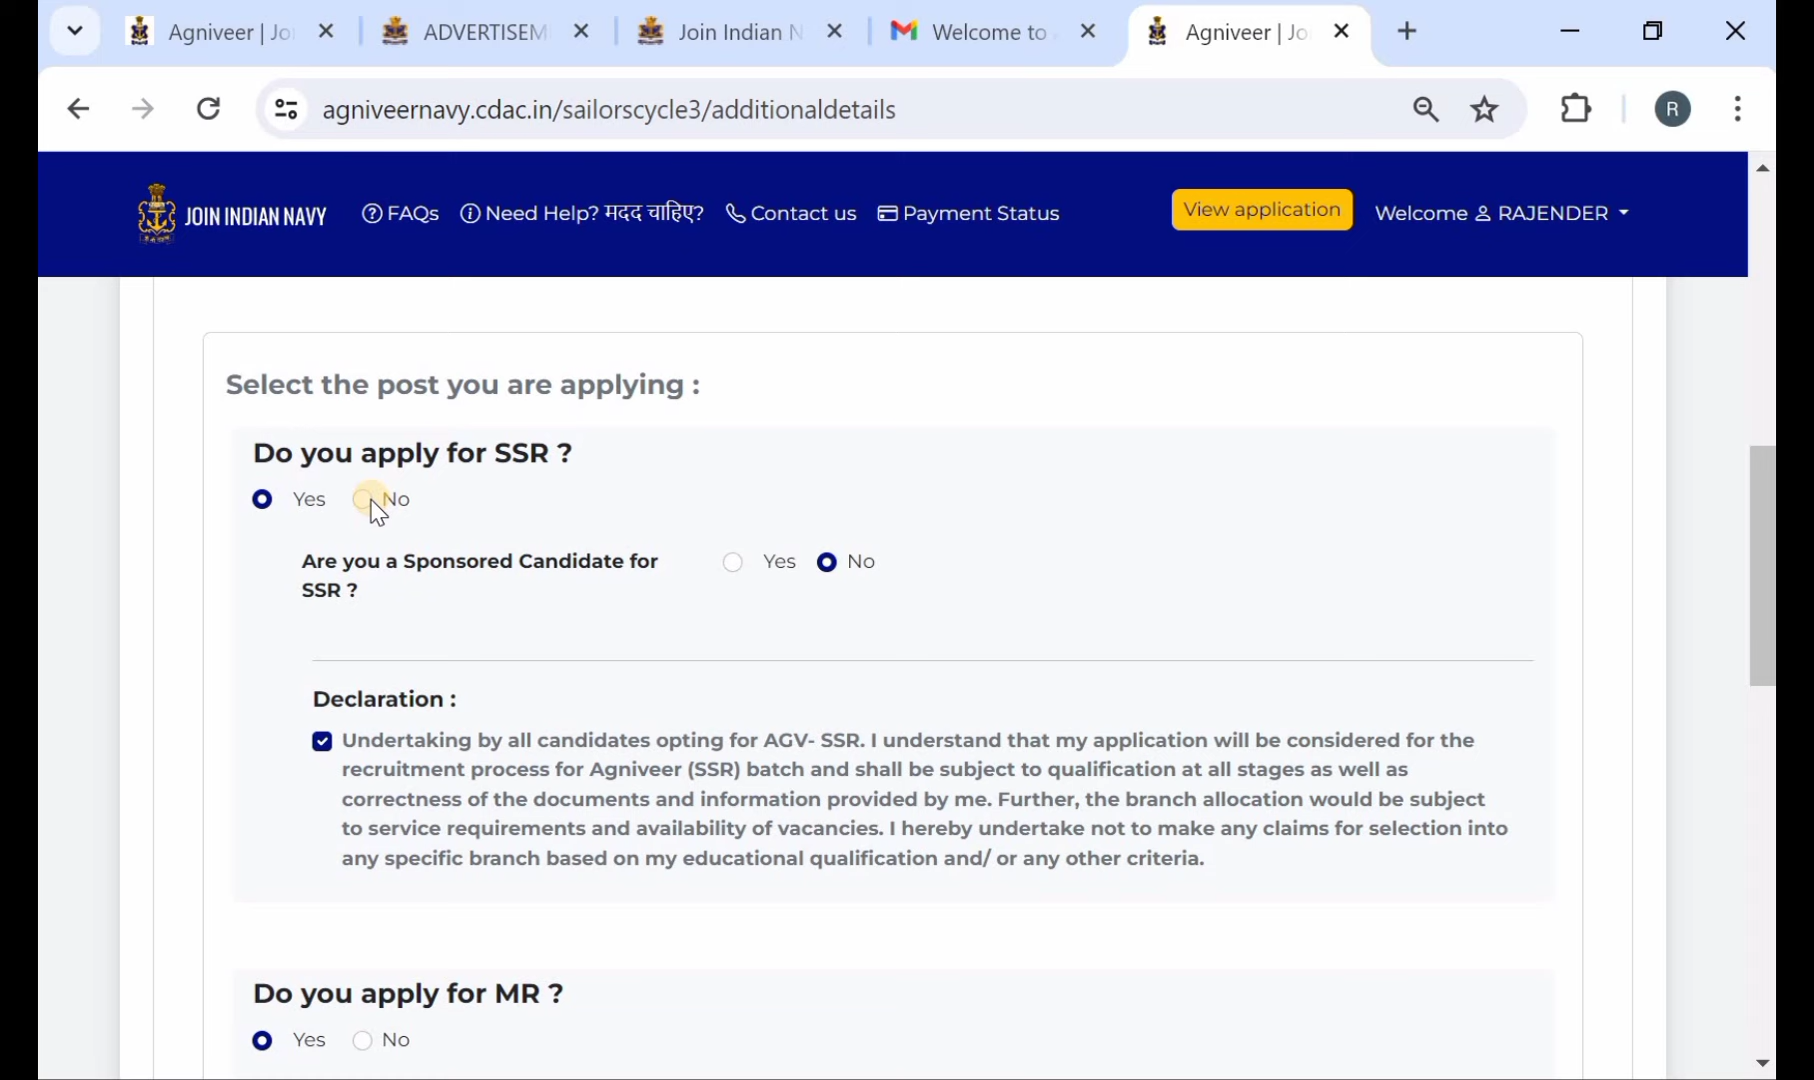 Agniveer | Jo
ADVERTISEM
Join Indian N
Welcome to
Agniveer | Jo
agniveernavy.cdac.in/sailorscycle3/additionaldetails
R
JOIN INDIAN NAVY
FAQs
Need Help? मदद चाहिए?
Contact us
Payment Status
View application
Welcome RAJENDER
Select the post you are applying :
Do you apply for SSR ?
Yes No
Are you a Sponsored Candidate for Yes No
SSR ?
Declaration :
Undertaking by all candidates opting for AGV- SSR. I understand that my application will be considered for the
recruitment process for Agniveer (SSR) batch and shall be subject to qualification at all stages as well as
correctness of the documents and information provided by me. Further, the branch allocation would be subject
to service requirements and availability of vacancies. I hereby undertake not to make any claims for selection into
any specific branch based on my educational qualification and/ or any other criteria.
Do you apply for MR ?
Yes No